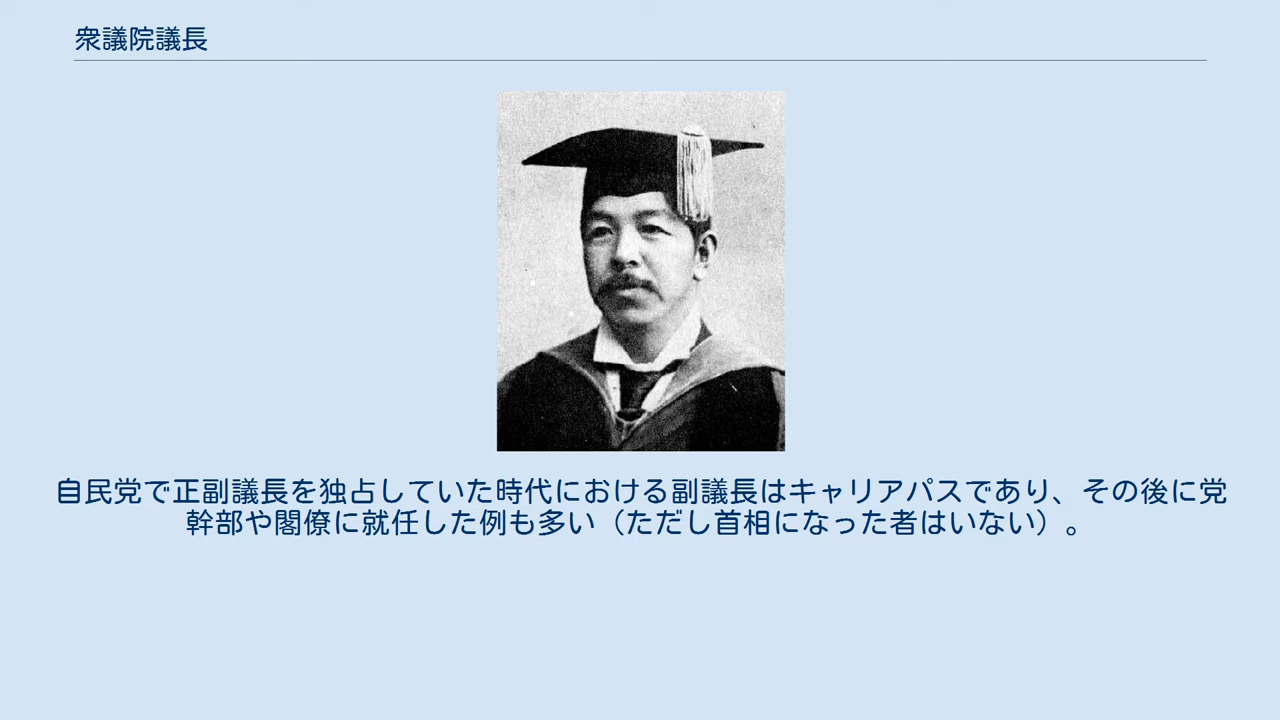 衆議院議長
自民党で正副議長を独占していた時代における副議長はキャリアパスであり、その後に党
幹部や閣僚に就任した例も多い（ただし首相になった者はいない）。